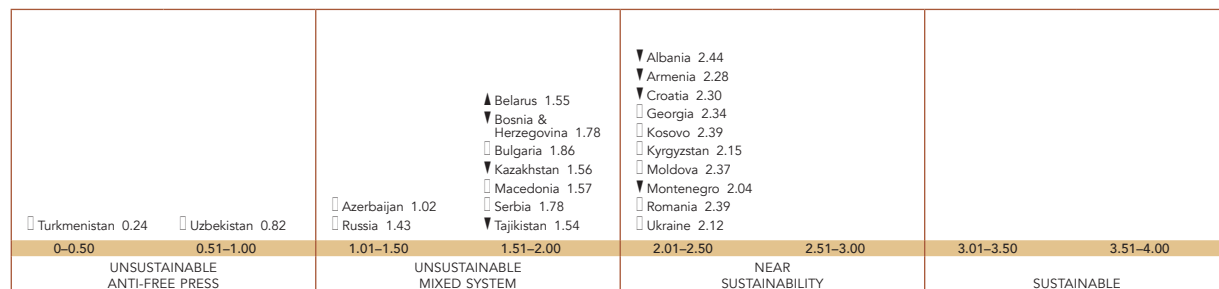 ▼ Albania 2.44
▼ Armenia 2.28
▼ Croatia 2.30
▯ Georgia 2.34
▯ Kosovo 2.39
▯ Kyrgyzstan 2.15
▯ Moldova 2.37
▼ Montenegro 2.04
▯ Romania 2.39
▯ Ukraine 2.12
▲ Belarus 1.55
▼ Bosnia &
Herzegovina 1.78
▯ Bulgaria 1.86
▼ Kazakhstan 1.56
▯ Macedonia 1.57
▯ Serbia 1.78
▼ Tajikistan 1.54
▯ Azerbaijan 1.02
▯ Russia 1.43
▯ Turkmenistan 0.24
▯ Uzbekistan 0.82
0–0.50 0.51–1.00 1.01–1.50 1.51–2.00 2.01–2.50 2.51–3.00 3.01–3.50 3.51–4.00
UNSUSTAINABLE
ANTI-FREE PRESS
UNSUSTAINABLE
MIXED SYSTEM
NEAR
SUSTAINABILITY
SUSTAINABLE